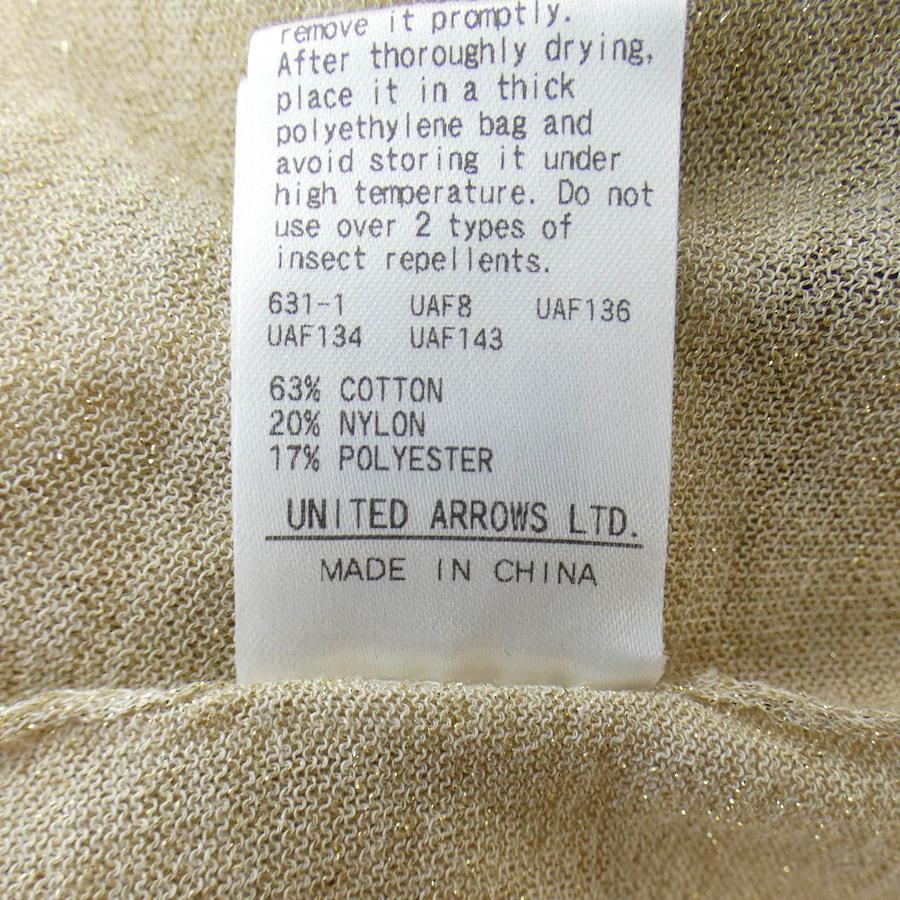 remove it promptly.
After thoroughly drying,
place it in a thick
polyethylene bag and
avoid storing it under
high temperature. Do not
use over 2 types of
insect repellents.
631-1 UAF8 UAF136
UAF134 UAF143
63% COTTON
20% NYLON
17% POLYESTER
UNITED ARROWS LTD.
MADE IN CHINA